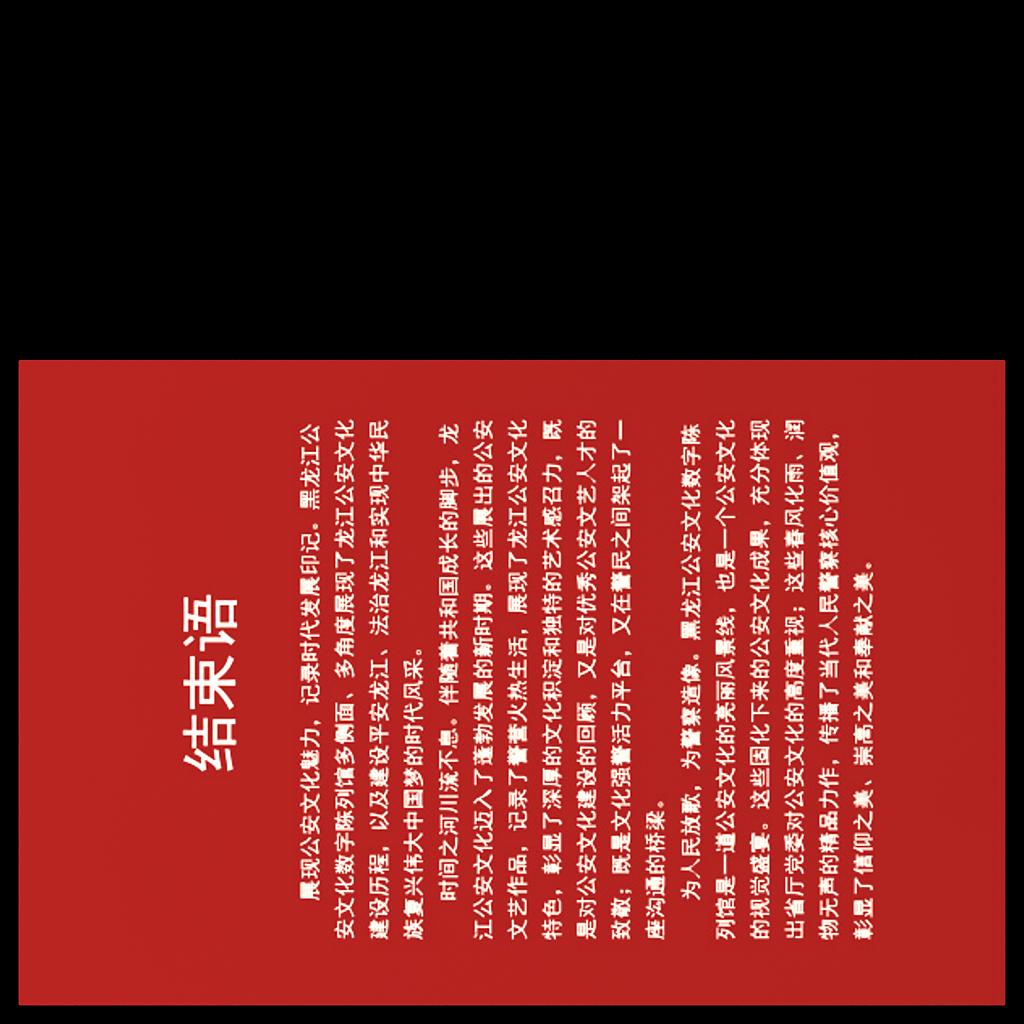 结束语
展现公安文化魅力，记录时代发展印记。黑龙江公
安文化数字陈列馆多侧面、多角度展现了龙江公安文化
建设历程，以及建设平安龙江、法治龙江和实现中华民
族复兴伟大中国梦的时代风采。
时间之河川流不息。伴随着共和国成长的脚步，龙
江公安文化迈入了蓬勃发展的新时期。这些展出的公安
文艺作品，记录了警营火热生活，展现了龙江公安文化
特色，彰显了深厚的文化积淀和独特的艺术感召力，既
是对公安文化建设的回顾，又是对优秀公安文艺人才的
致敬；既是文化强警活力平台，又在警民之间架起了一
座沟通的桥梁。
为人民放歌，为警察造像。黑龙江公安文化数字陈
列馆是一道公安文化的亮丽风景线，也是一个公安文化
的视觉盛宴。这些固化下来的公安文化成果，充分体现
出省厅党委对公安文化的高度重视；这些春风化雨、润
物无声的精品力作，传播了当代人民警察核心价值观，
彰显了信仰之美、崇高之美和奉献之美。